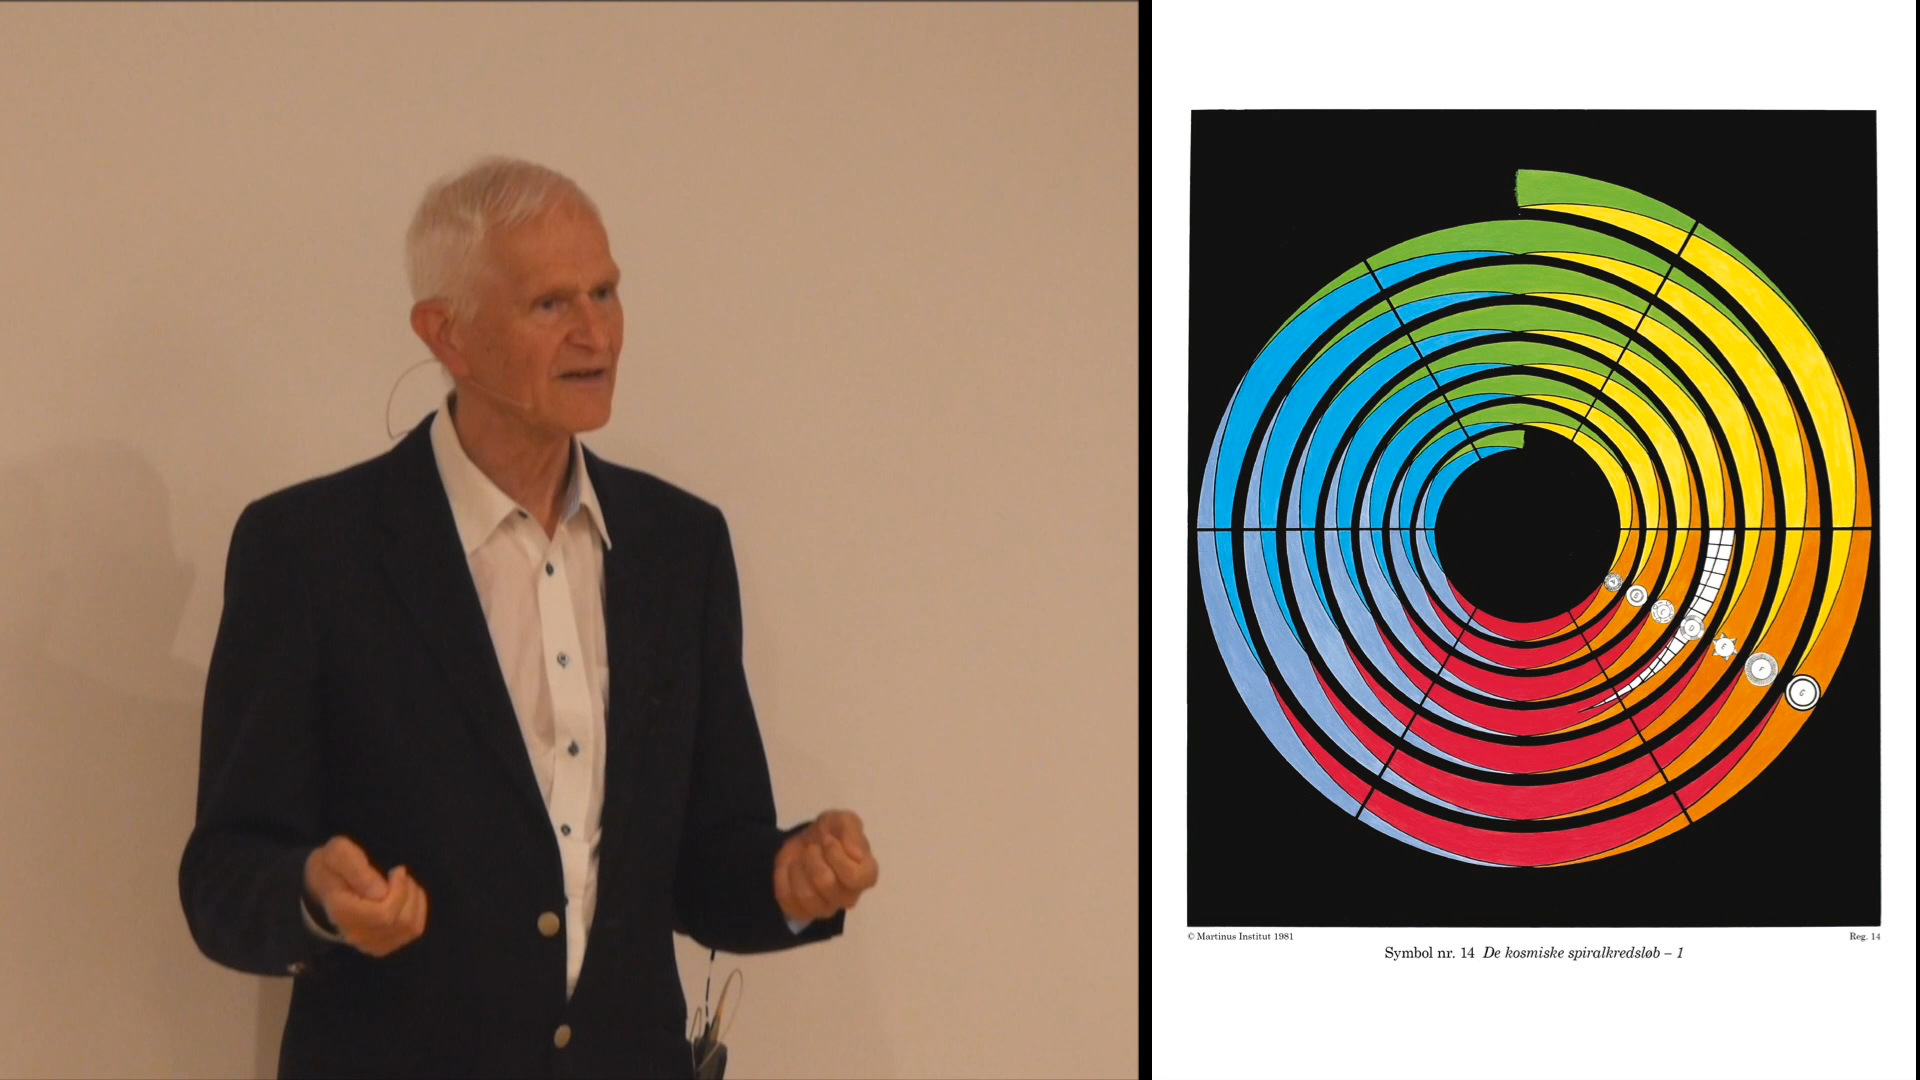 A
B
C
D
E
F
G
© Martinus Institut 1981
Reg. 14
Symbol nr. 14 De kosmiske spiralkredsløb – 1